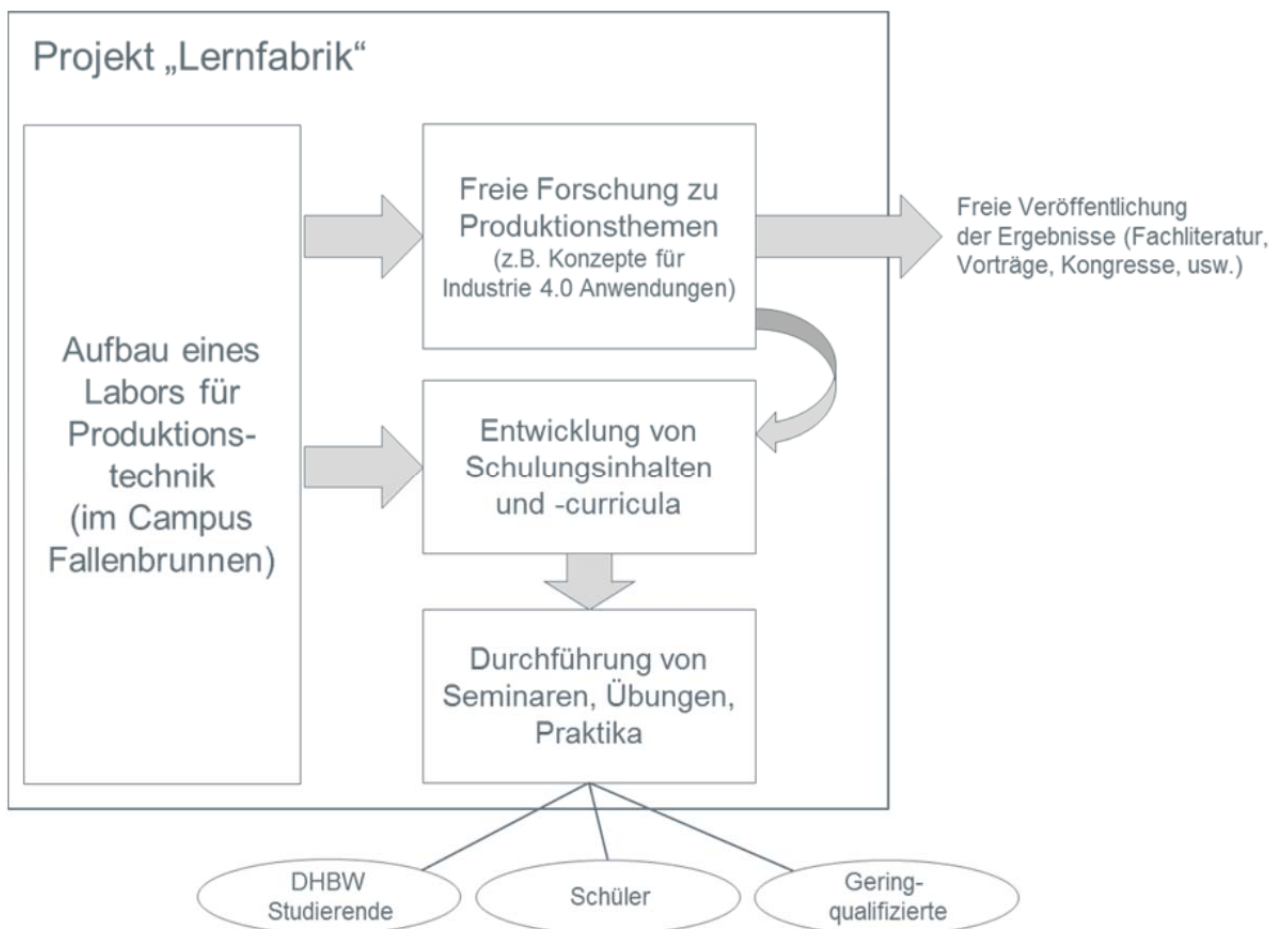 Projekt „Lernfabrik“
Aufbau eines
Labors für
Produktions-
technik
(im Campus
Fallenbrunnen)
Freie Forschung zu
Produktionsthemen
(z.B. Konzepte für
Industrie 4.0 Anwendungen)
Freie Veröffentlichung
der Ergebnisse (Fachliteratur,
Vorträge, Kongresse, usw.)
Entwicklung von
Schulungsinhalten
und -curricula
Durchführung von
Seminaren, Übungen,
Praktika
DHBW
Studierende
Schüler
Gering-
qualifizierte